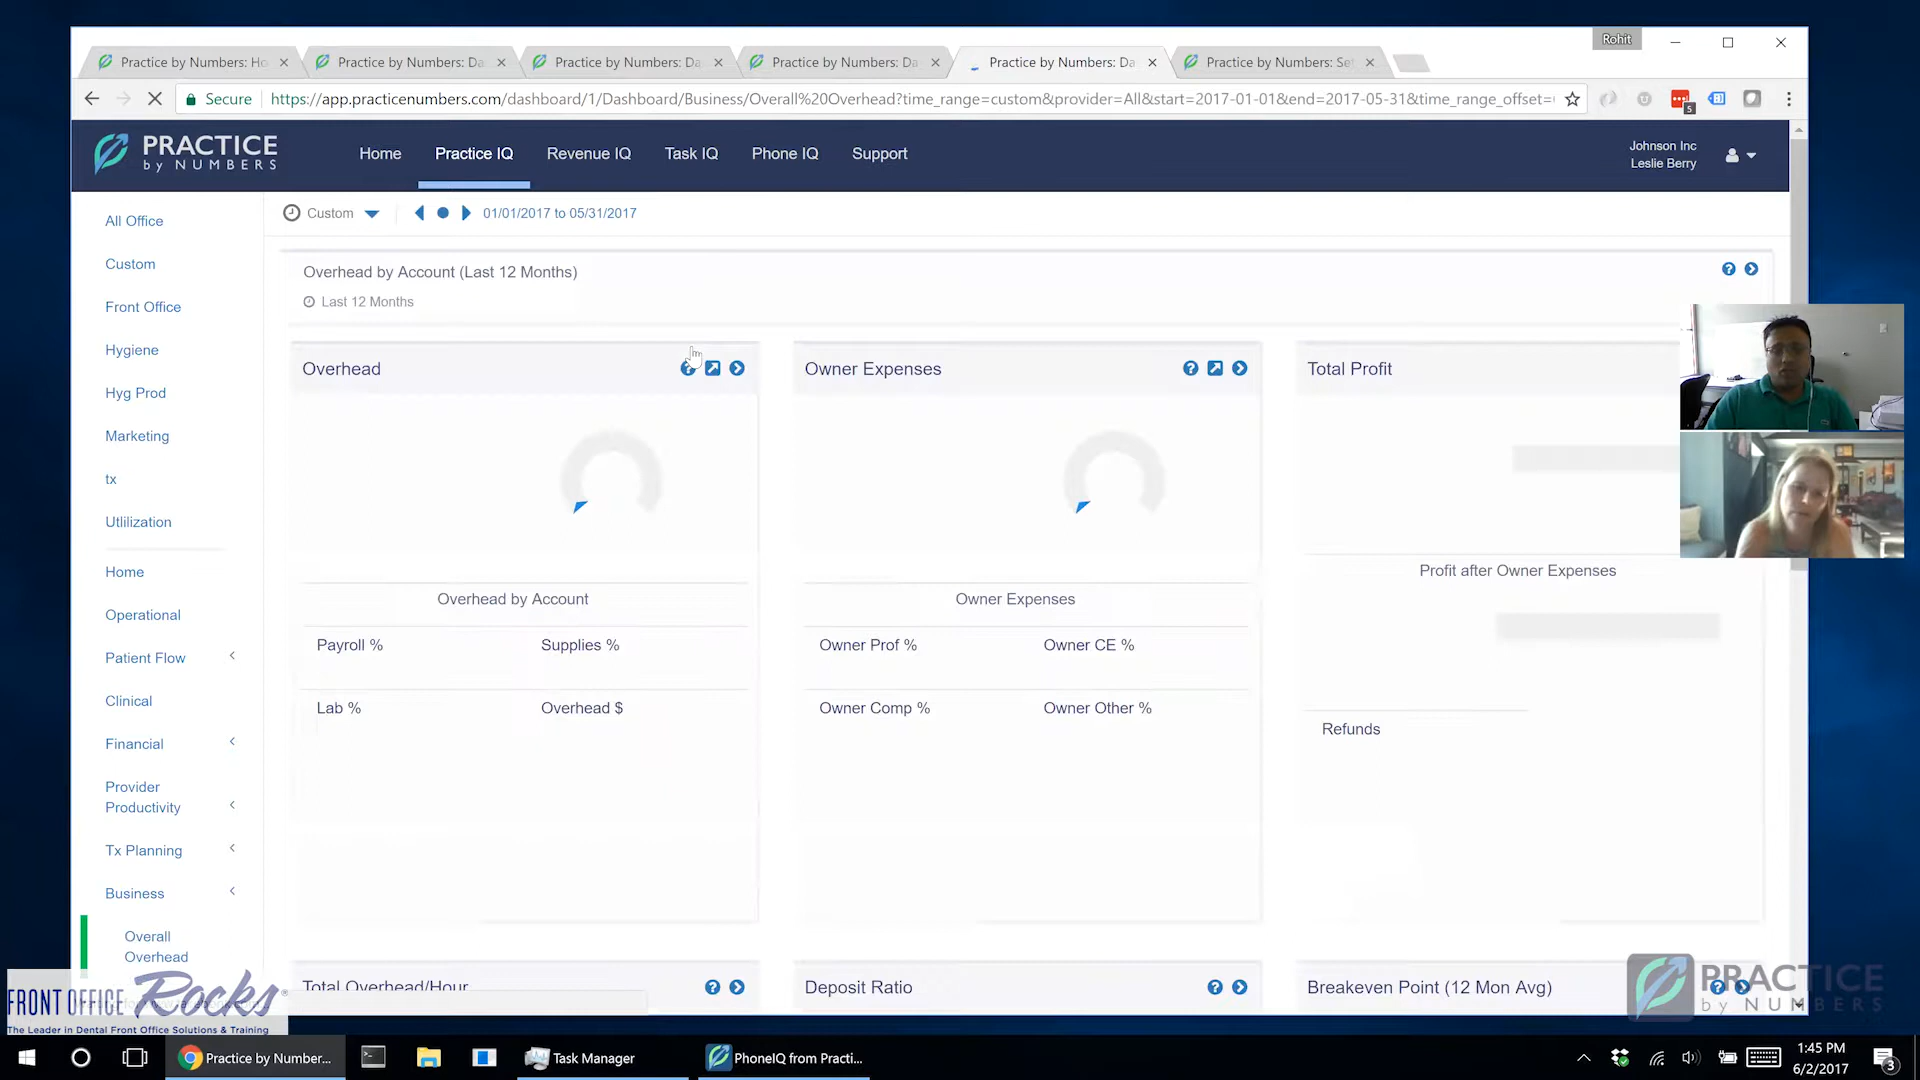 Rohit
Practice by Numbers: Ho
Practice by Numbers: Da
Practice by Numbers: Da
Practice by Numbers: Da
Practice by Numbers: Da
Practice by Numbers: Set
Secure
https://app.practicenumbers.com/dashboard/1/Dashboard/Business/Overall%20Overhead?time_range=custom&provider=All&start=2017-01-01&end=2017-05-31&time_range_offset=
5
PRACTICE
by NUMBERS
Home
Practice IQ
Revenue IQ
Task IQ
Phone IQ
Support
Johnson Inc
Leslie Berry
All Office
Custom
Front Office
Hygiene
Hyg Prod
Marketing
tx
Utlilization
Home
Operational
Patient Flow
Clinical
Financial
Provider
Productivity
Tx Planning
Business
Overall
Overhead
Custom
01/01/2017 to 05/31/2017
Overhead by Account (Last 12 Months)
Last 12 Months
Overhead
Overhead by Account
Payroll %
Supplies %
Lab %
Overhead $
Owner Expenses
Owner Expenses
Owner Prof %
Owner CE %
Owner Comp %
Owner Other %
Total Profit
Profit after Owner Expenses
Refunds
Total Overhead/Hour
Deposit Ratio
Breakeven Point (12 Mon Avg)
FRONT OFFICE Rocks
The Leader in Dental Front Office Solutions & Training
PRACTICE
by NUMBERS
Practice by Number...
Task Manager
PhoneIQ from Practi...
1:45 PM
6/2/2017
3